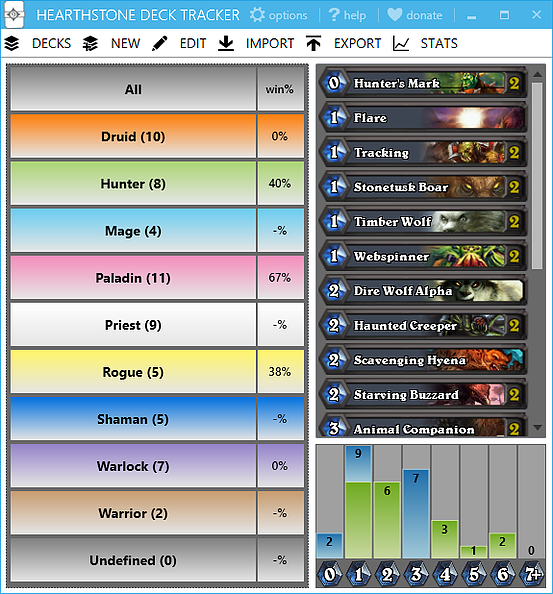 HEARTHSTONE DECK TRACKER options | ? help | donate
DECKS NEW EDIT IMPORT EXPORT STATS
All win%
Druid (10) 0%
Hunter (8) 40%
Mage (4) -%
Paladin (11) 67%
Priest (9) -%
Rogue (5) 38%
Shaman (5) -%
Warlock (7) 0%
Warrior (2) -%
Undefined (0) -%
0 Hunter's Mark 2
1 Flare
1 Tracking 2
1 Stonetusk Boar 2
1 Timber Wolf 2
1 Webspinner 2
2 Dire Wolf Alpha
2 Haunted Creeper 2
2 Scavenging Hyena 2
2 Starving Buzzard 2
3 Animal Companion 2
2 9 6 7 3 1 2 0
0 1 2 3 4 5 6 7+